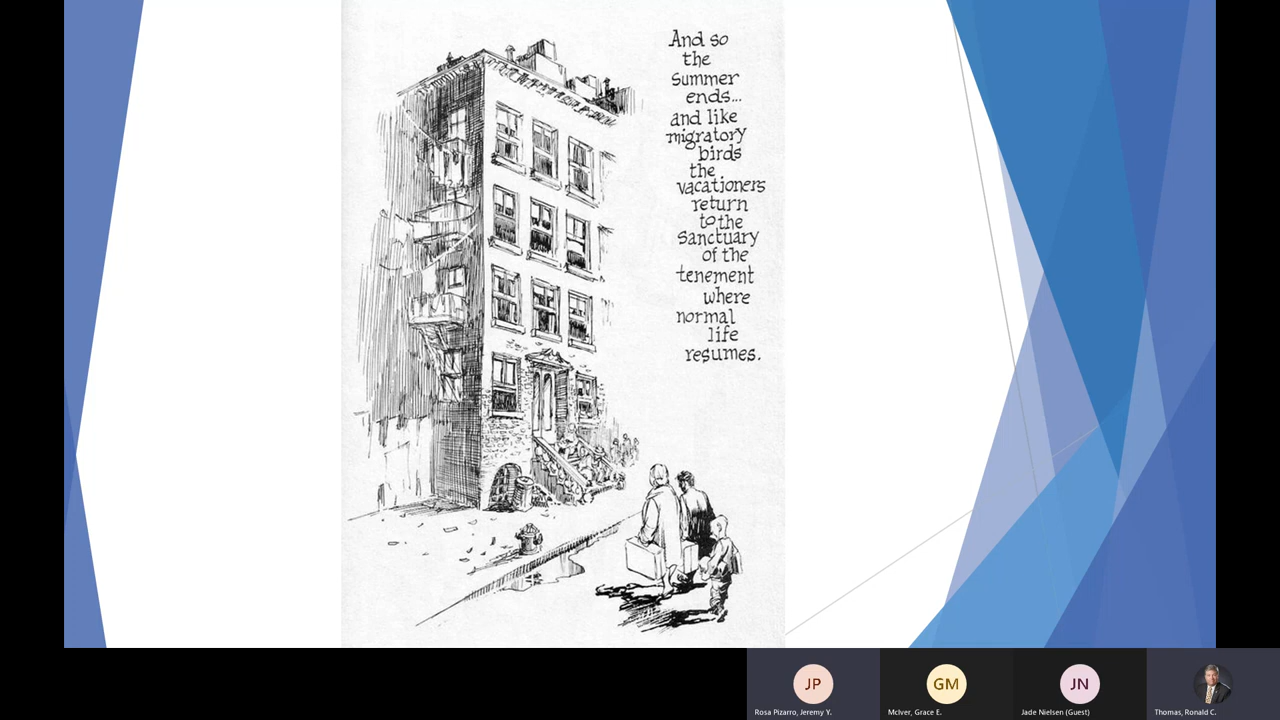 And so
the
summer
ends...
and like
migratory
birds
the
vacationers
return
to the
sanctuary
of the
tenement
where
normal
life
resumes.
JP
GM
JN
Rosa Pizarro, Jeremy Y.
McIver, Grace E.
Jade Nielsen (Guest)
Thomas, Ronald C.